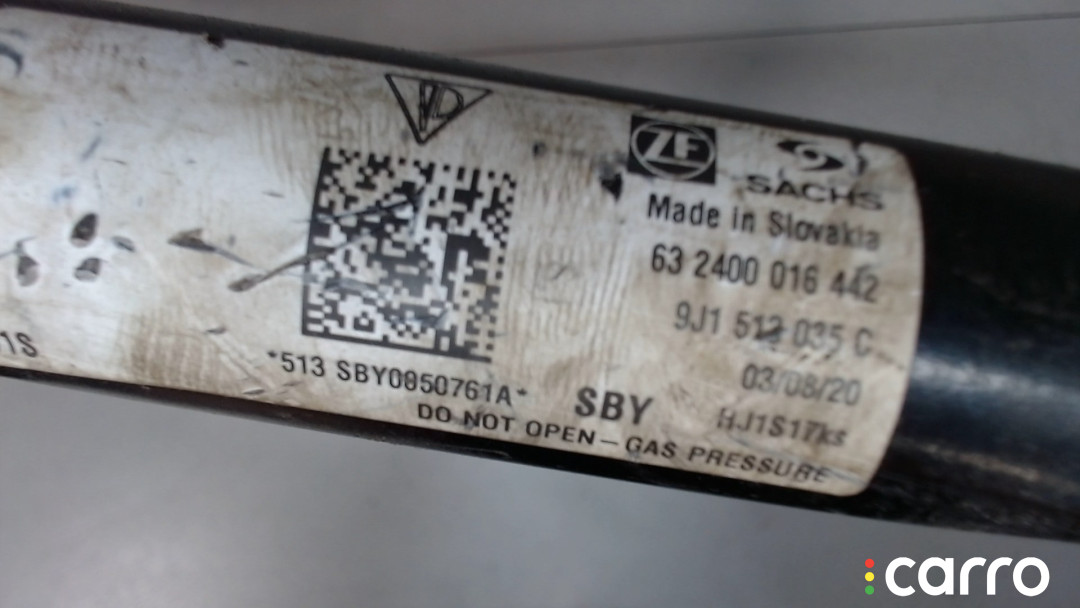 ZF
SACHS
Made in Slovakia
63 2400 016 442
9J1 513 035 C
03/08/20
HJ1S17ks
*513 SBY0850761A*
SBY
DO NOT OPEN – GAS PRESSURE
1S
carro